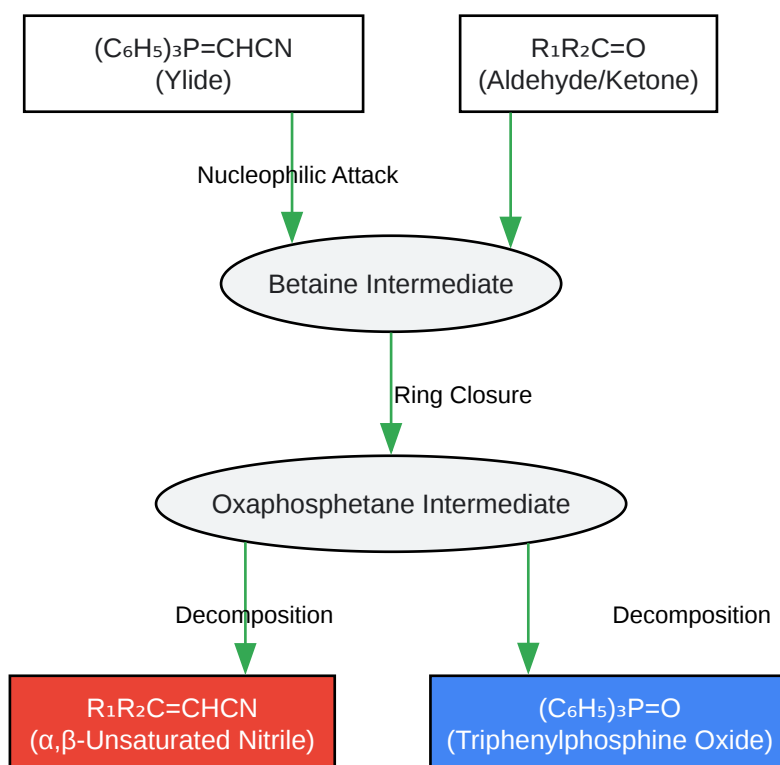 (C₆H₅)₃P=CHCN
(Ylide)
R₁R₂C=O
(Aldehyde/Ketone)
Nucleophilic Attack
Betaine Intermediate
Ring Closure
Oxaphosphetane Intermediate
Decomposition
Decomposition
R₁R₂C=CHCN
(α,β-Unsaturated Nitrile)
(C₆H₅)₃P=O
(Triphenylphosphine Oxide)